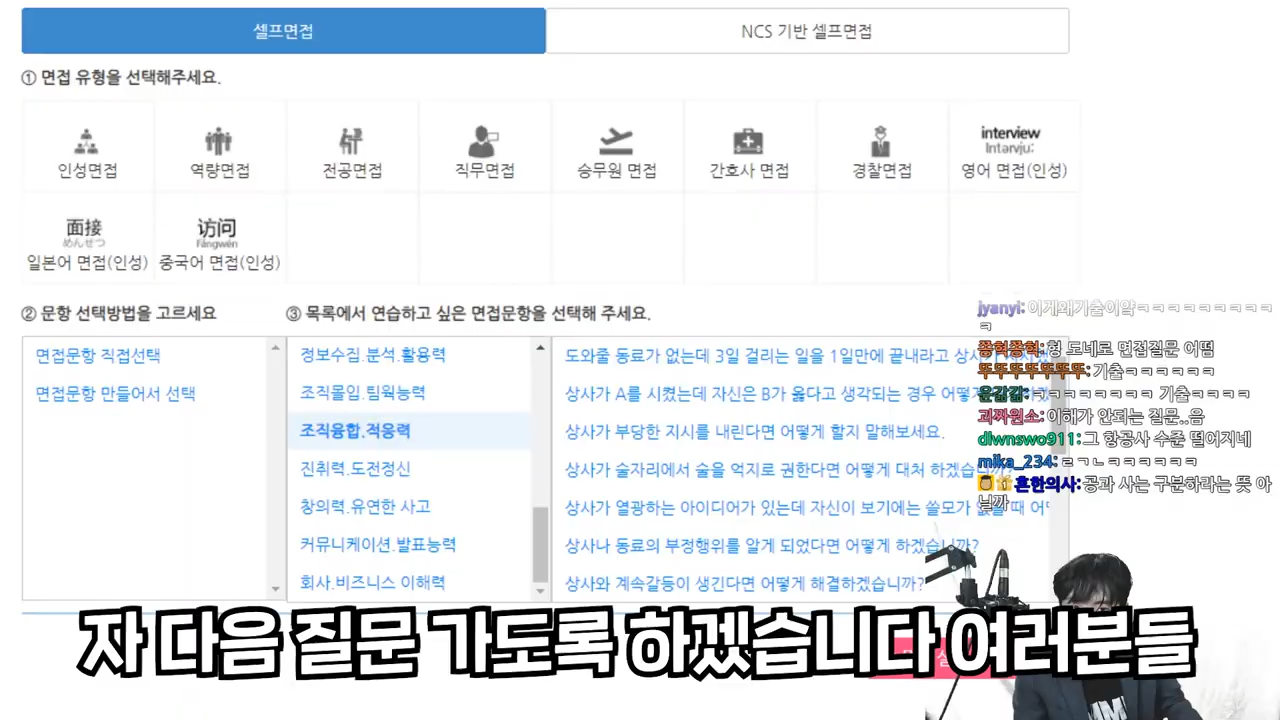 셀프면접
NCS 기반 셀프면접
① 면접 유형을 선택해주세요.
인성면접
역량면접
전공면접
직무면접
승무원 면접
간호사 면접
경찰면접
interview
Intərvju:
영어 면접(인성)
面接
めんせつ
일본어 면접(인성)
访问
Fǎngwèn
중국어 면접(인성)
② 문항 선택방법을 고르세요
③ 목록에서 연습하고 싶은 면접문항을 선택해 주세요.
면접문항 직접선택
면접문항 만들어서 선택
정보수집.분석.활용력
조직몰입.팀웍능력
조직융합.적응력
진취력.도전정신
창의력.유연한 사고
커뮤니케이션.발표능력
회사.비즈니스 이해력
도와줄 동료가 없는데 3일 걸리는 일을 1일만에 끝내라고
상사가 A를 시켰는데 자신은 B가 옳다고 생각되는 경우
상사가 부당한 지시를 내린다면 어떻게 할지 말해보세요.
상사가 술자리에서 술을 억지로 권한다면 어떻게 대처 하겠습니까?
상사가 열광하는 아이디어가 있는데 자신이 보기에는 쓸모가 없을 때
상사나 동료의 부정행위를 알게 되었다면 어떻게 하겠습니까?
상사와 계속갈등이 생긴다면 어떻게 해결하겠습니까?
jyanyi: 이게왜기출이얔ㅋㅋㅋㅋㅋㅋㅋㅋ
ㅋ
종혁종혁: 형 도네로 면접질문 어떰
뚜뚜뚜뚜뚜뚜뚜: 기출ㅋㅋㅋㅋㅋㅋ
ㅋㅋㅋㅋㅋㅋㅋㅋ 기출ㅋㅋㅋㅋ
괴짜원소: 이해가 안되는 질문..음
dlwnswo911: 그 항공사 수준 떨어지네
mika_234: ㄹㄱㄴㅋㅋㅋㅋㅋㅋ
흔한의사: 공과 사는 구분하라는 뜻 아
닐까
자 다음 질문 가도록 하겠습니다 여러분들